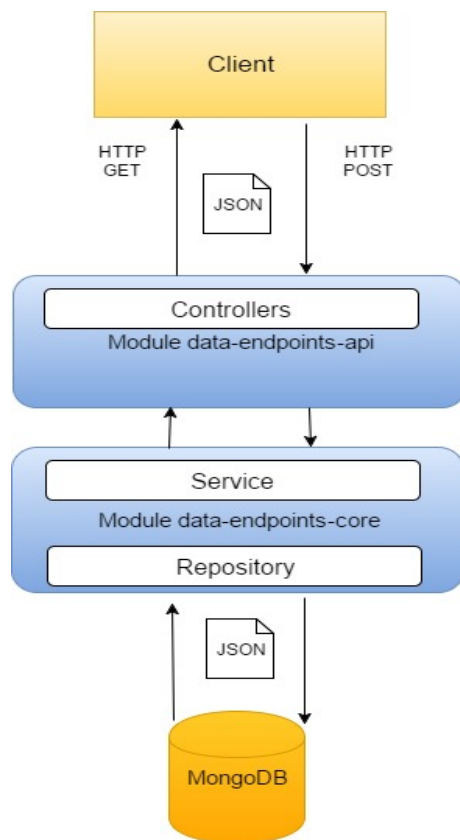 Client
HTTP
GET
HTTP
POST
JSON
Controllers
Module data-endpoints-api
Service
Module data-endpoints-core
Repository
JSON
MongoDB